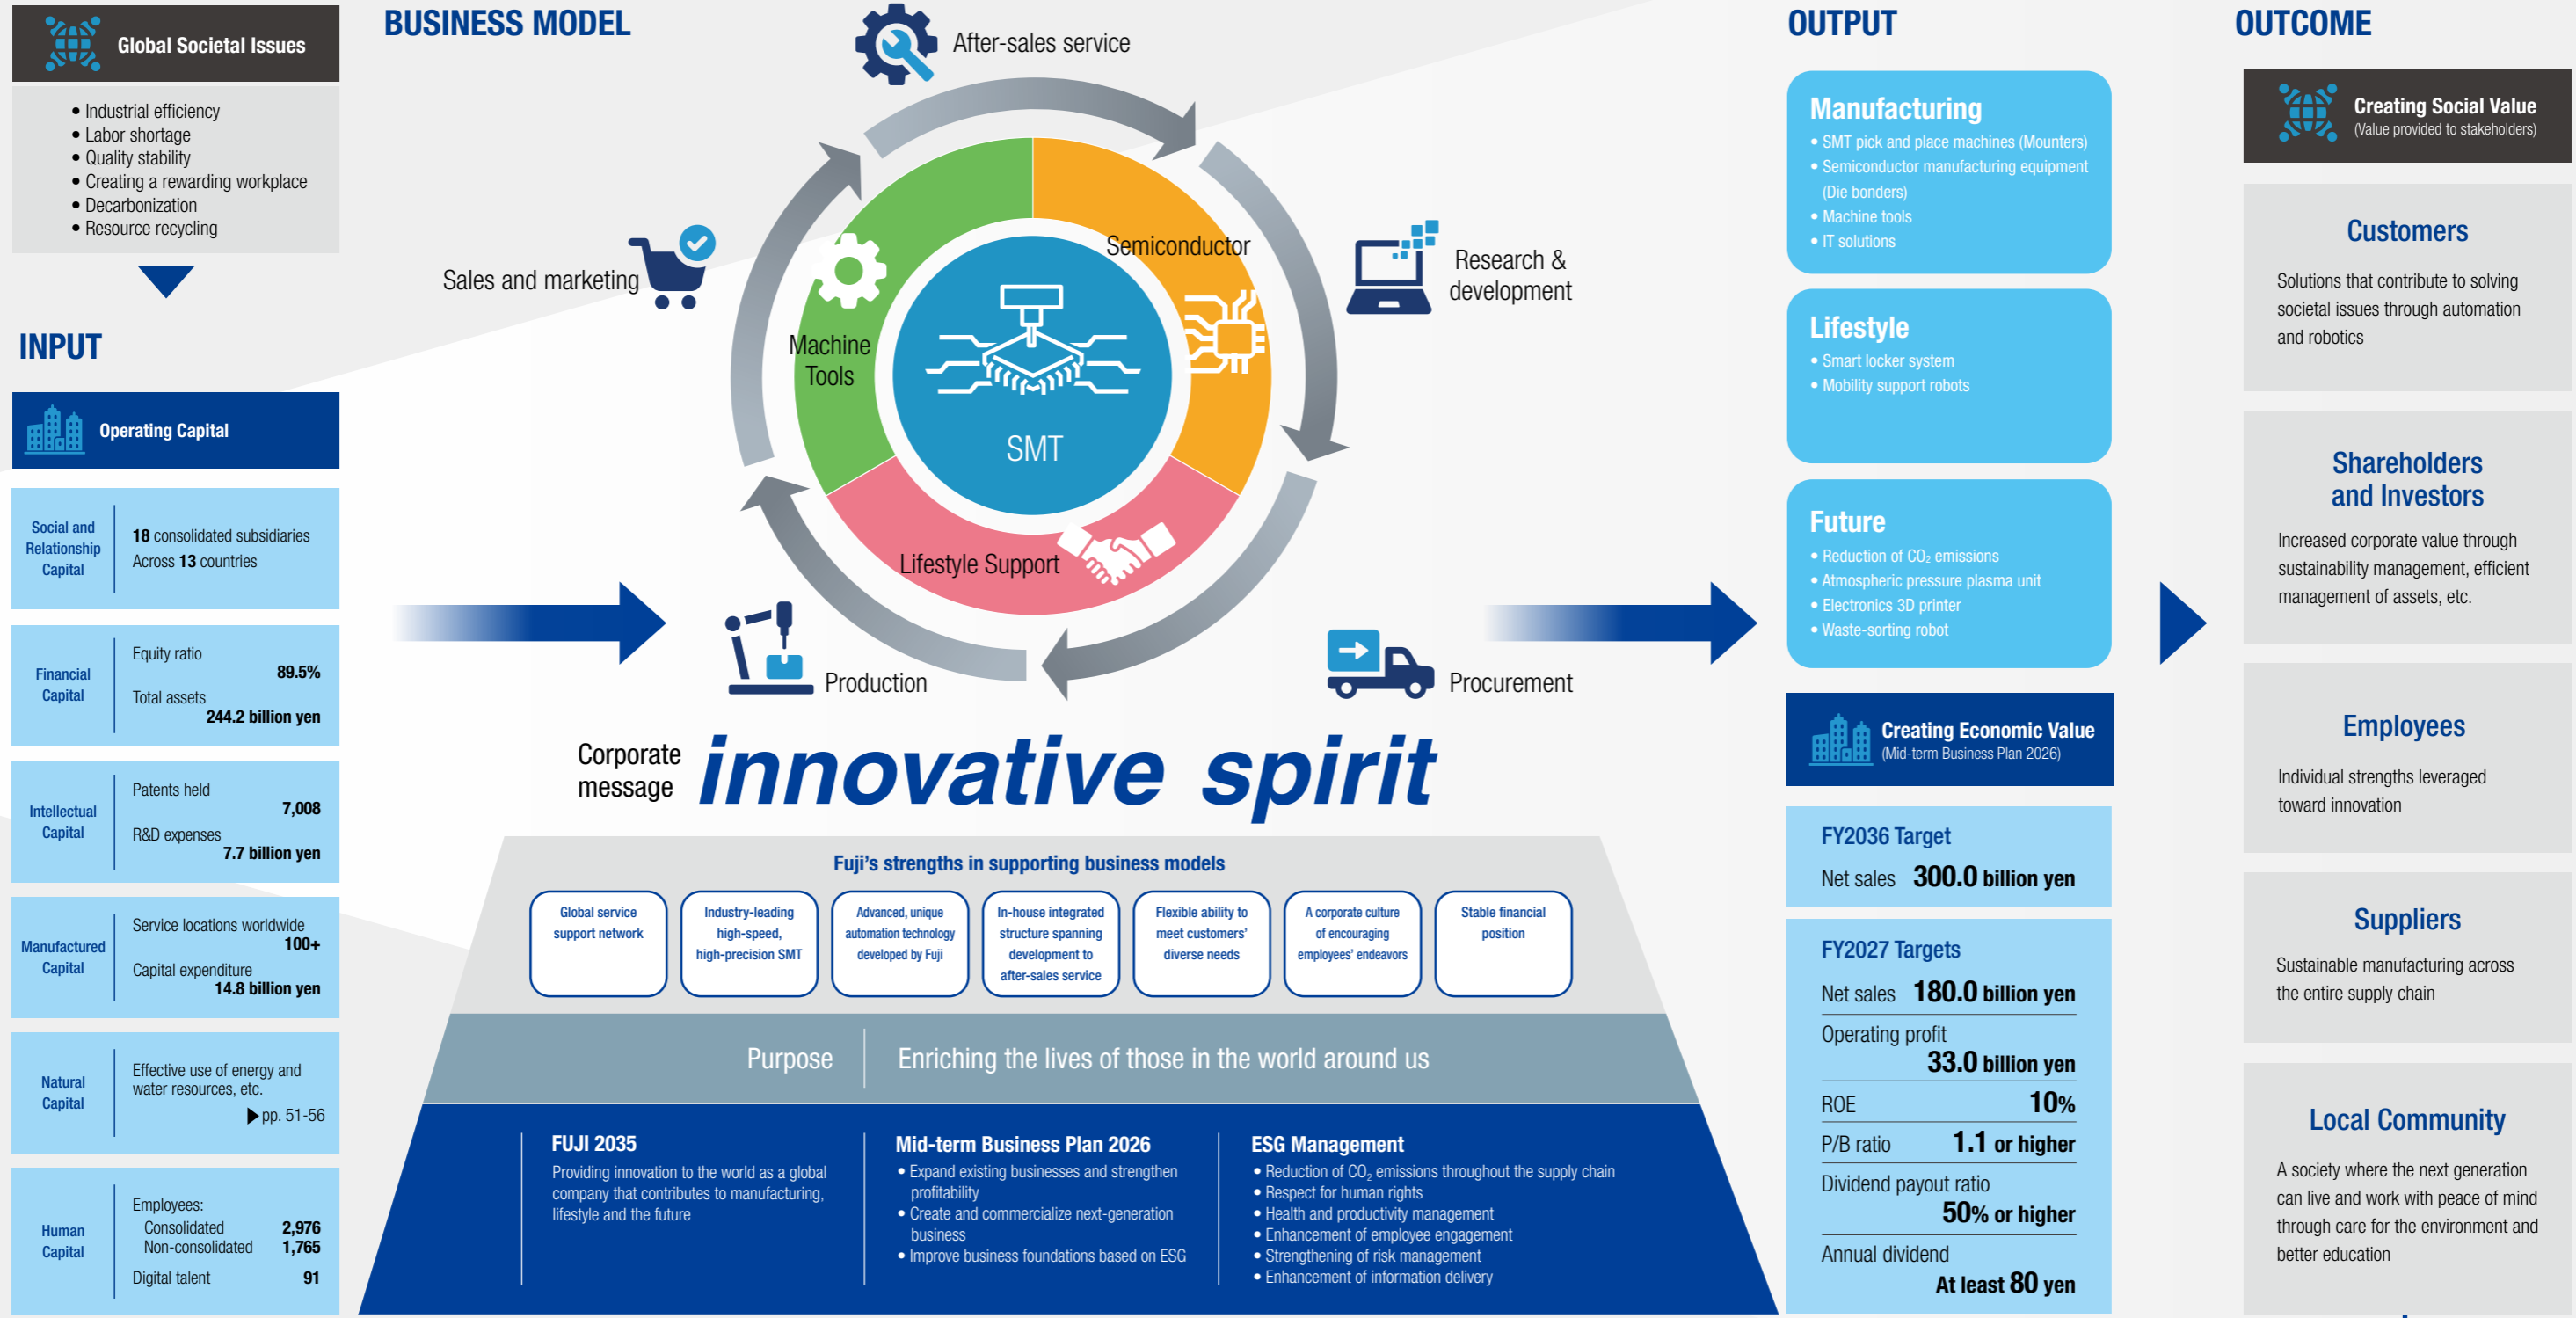 Global Societal Issues
• Industrial efficiency
• Labor shortage
• Quality stability
• Creating a rewarding workplace
• Decarbonization
• Resource recycling
INPUT
Operating Capital
Social and
Relationship
Capital
18 consolidated subsidiaries
Across 13 countries
Financial
Capital
Equity ratio
89.5%
Total assets
244.2 billion yen
Intellectual
Capital
Patents held
7,008
R&D expenses
7.7 billion yen
Manufactured
Capital
Service locations worldwide
100+
Capital expenditure
14.8 billion yen
Natural
Capital
Effective use of energy and
water resources, etc.
▶pp. 51-56
Human
Capital
Employees:
Consolidated 2,976
Non-consolidated 1,765
Digital talent 91
BUSINESS MODEL
After-sales service
Sales and marketing
Research &
development
Production
Procurement
Semiconductor
Machine
Tools
SMT
Lifestyle Support
Corporate
message
innovative spirit
Fuji's strengths in supporting business models
Global service
support network
Industry-leading
high-speed,
high-precision SMT
Advanced, unique
automation technology
developed by Fuji
In-house integrated
structure spanning
development to
after-sales service
Flexible ability to
meet customers'
diverse needs
A corporate culture
of encouraging
employees' endeavors
Stable financial
position
Purpose
Enriching the lives of those in the world around us
FUJI 2035
Providing innovation to the world as a global
company that contributes to manufacturing,
lifestyle and the future
Mid-term Business Plan 2026
• Expand existing businesses and strengthen
profitability
• Create and commercialize next-generation
business
• Improve business foundations based on ESG
ESG Management
• Reduction of CO₂ emissions throughout the supply chain
• Respect for human rights
• Health and productivity management
• Enhancement of employee engagement
• Strengthening of risk management
• Enhancement of information delivery
OUTPUT
Manufacturing
• SMT pick and place machines (Mounters)
• Semiconductor manufacturing equipment
(Die bonders)
• Machine tools
• IT solutions
Lifestyle
• Smart locker system
• Mobility support robots
Future
• Reduction of CO₂ emissions
• Atmospheric pressure plasma unit
• Electronics 3D printer
• Waste-sorting robot
Creating Economic Value
(Mid-term Business Plan 2026)
FY2036 Target
Net sales 300.0 billion yen
FY2027 Targets
Net sales 180.0 billion yen
Operating profit
33.0 billion yen
ROE 10%
P/B ratio 1.1 or higher
Dividend payout ratio
50% or higher
Annual dividend
At least 80 yen
OUTCOME
Creating Social Value
(Value provided to stakeholders)
Customers
Solutions that contribute to solving
societal issues through automation
and robotics
Shareholders
and Investors
Increased corporate value through
sustainability management, efficient
management of assets, etc.
Employees
Individual strengths leveraged
toward innovation
Suppliers
Sustainable manufacturing across
the entire supply chain
Local Community
A society where the next generation
can live and work with peace of mind
through care for the environment and
better education